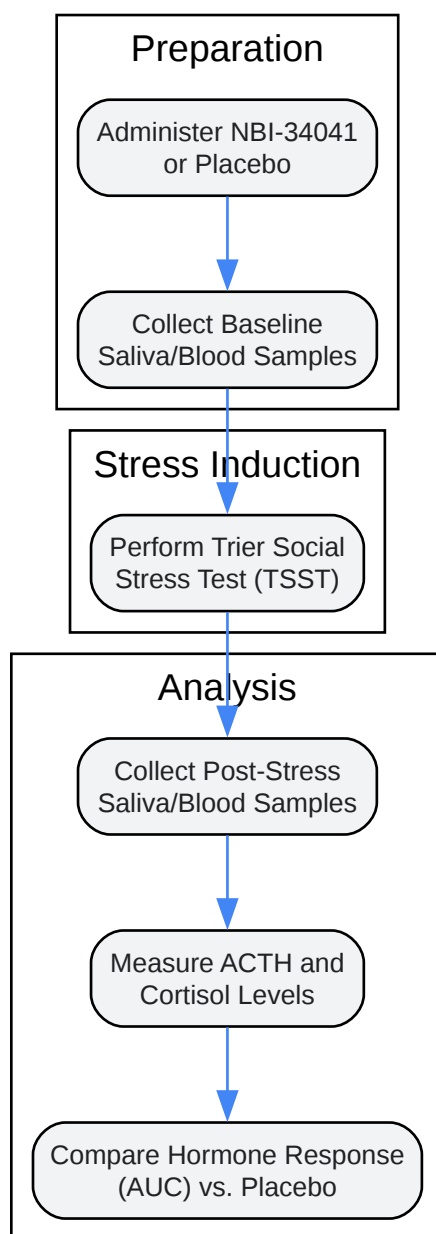 Preparation
Administer NBI-34041
or Placebo
Collect Baseline
Saliva/Blood Samples
Stress Induction
Perform Trier Social
Stress Test (TSST)
Analysis
Collect Post-Stress
Saliva/Blood Samples
Measure ACTH and
Cortisol Levels
Compare Hormone Response
(AUC) vs. Placebo